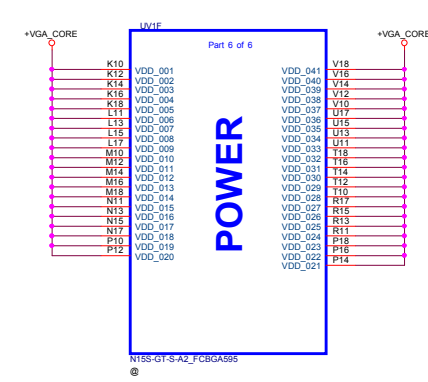 UV1F
+VGA_CORE
+VGA_CORE
Part 6 of 6
K10 VDD_001
K12 VDD_002
K14 VDD_003
K16 VDD_004
K18 VDD_005
L11 VDD_006
L13 VDD_007
L15 VDD_008
L17 VDD_009
M10 VDD_010
M12 VDD_011
M14 VDD_012
M16 VDD_013
M18 VDD_014
N11 VDD_015
N13 VDD_016
N15 VDD_017
N17 VDD_018
P10 VDD_019
P12 VDD_020
POWER
VDD_041 V18
VDD_040 V16
VDD_039 V14
VDD_038 V12
VDD_037 V10
VDD_036 U17
VDD_035 U15
VDD_034 U13
VDD_033 U11
VDD_032 T18
VDD_031 T16
VDD_030 T14
VDD_029 T12
VDD_028 T10
VDD_027 R17
VDD_026 R15
VDD_025 R13
VDD_024 R11
VDD_023 P18
VDD_022 P16
VDD_021 P14
N15S-GT-S-A2_FCBGA595
@